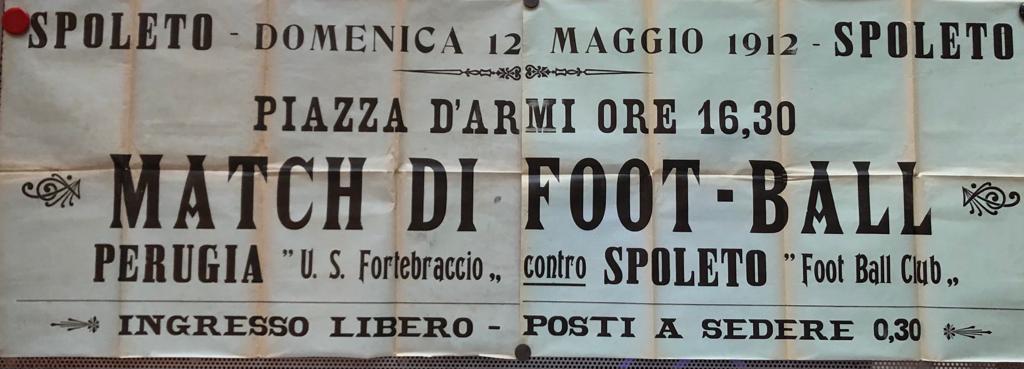 SPOLETO - DOMENICA 12 MAGGIO 1912 - SPOLETO
PIAZZA D'ARMI ORE 16,30
MATCH DI FOOT-BALL
PERUGIA "U. S. Fortebraccio„ contro SPOLETO "Foot Ball Club„
INGRESSO LIBERO - POSTI A SEDERE 0,30